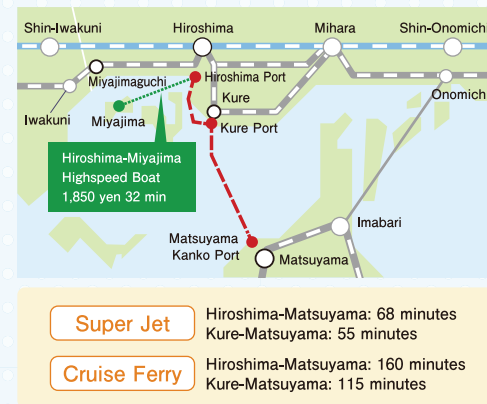 Shin-Iwakuni
Hiroshima
Mihara
Shin-Onomichi
Miyajimaguchi
Hiroshima Port
Kure
Onomich
Iwakuni
Miyajima
Kure Port
Hiroshima-Miyajima
Highspeed Boat
1,850 yen 32 min
Imabari
Matsuyama
Kanko Port
Matsuyama
Super Jet
Hiroshima-Matsuyama: 68 minutes
Kure-Matsuyama: 55 minutes
Cruise Ferry
Hiroshima-Matsuyama: 160 minutes
Kure-Matsuyama: 115 minutes